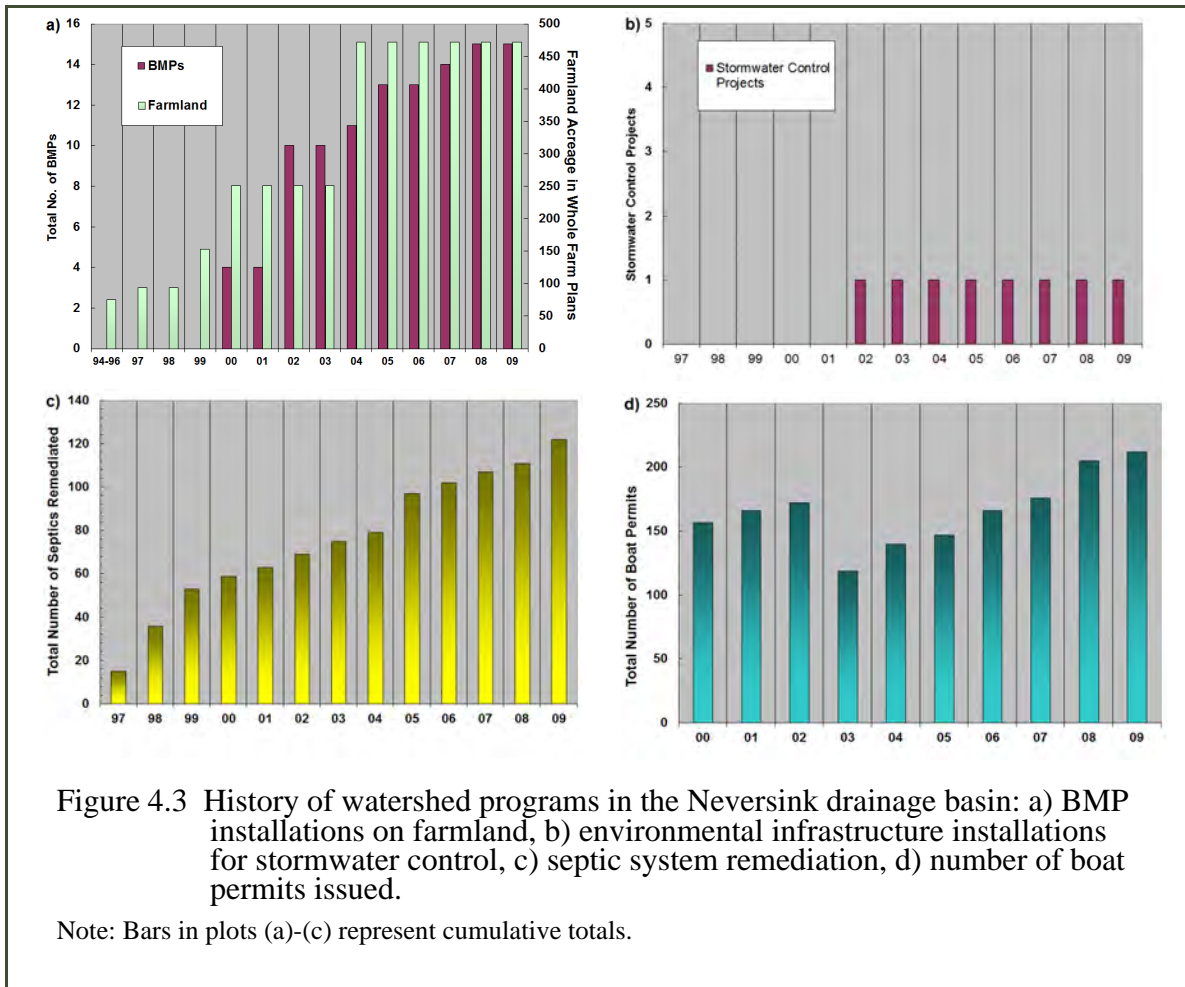 a)
BMPs
Farmland
Total No. of BMPs
16
14
12
10
8
6
4
2
0
500
450
400
350
300
250
200
150
100
50
0
Farmland Acreage in Whole Farm Plans
94-96 97 98 99 00 01 02 03 04 05 06 07 08 09
b)
Stormwater Control
Projects
Stormwater Control Projects
5
4
3
2
1
0
97 98 99 00 01 02 03 04 05 06 07 08 09
c)
Total Number of Septics Remediated
140
120
100
80
60
40
20
0
97 98 99 00 01 02 03 04 05 06 07 08 09
d)
Total Number of Boat Permits
250
200
150
100
50
0
00 01 02 03 04 05 06 07 08 09
Figure 4.3 History of watershed programs in the Neversink drainage basin: a) BMP
installations on farmland, b) environmental infrastructure installations
for stormwater control, c) septic system remediation, d) number of boat
permits issued.
Note: Bars in plots (a)-(c) represent cumulative totals.